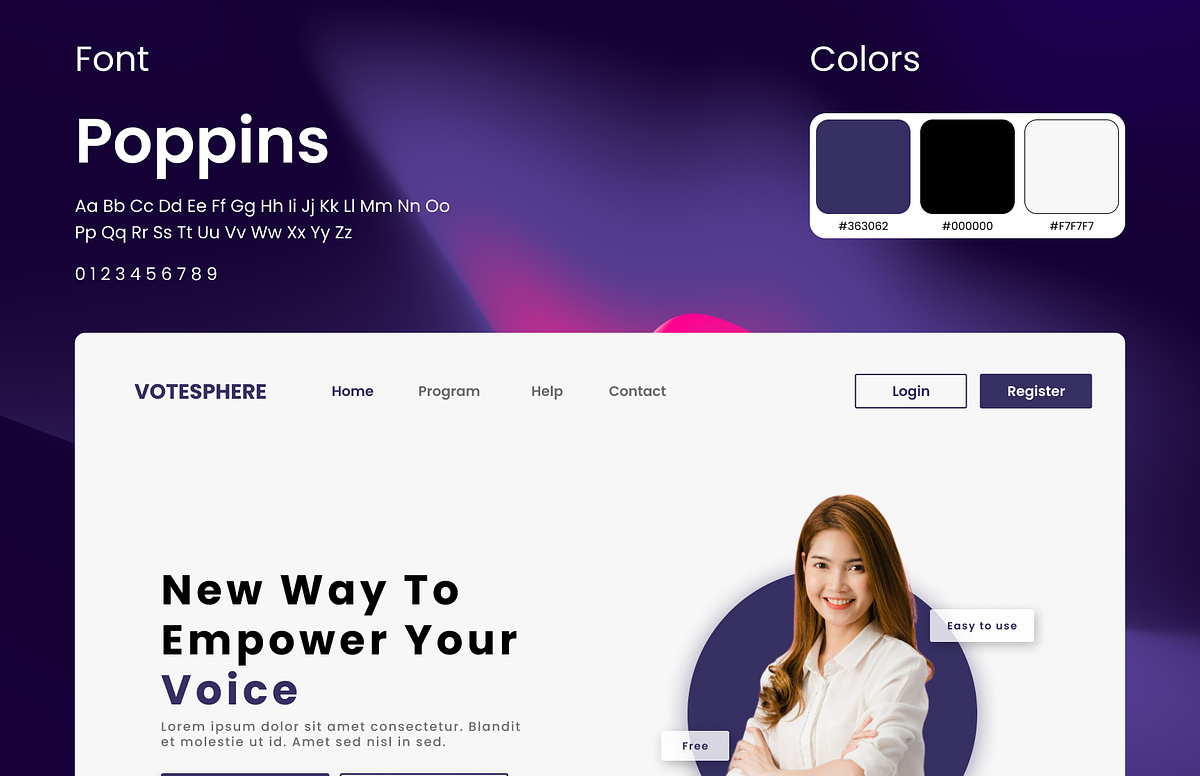 Font
Colors
Poppins
Aa Bb Cc Dd Ee Ff Gg Hh Ii Jj Kk Ll Mm Nn Oo
Pp Qq Rr Ss Tt Uu Vv Ww Xx Yy Zz
0 1 2 3 4 5 6 7 8 9
#363062
#000000
#F7F7F7
VOTESPHERE
Home
Program
Help
Contact
Login
Register
New Way To
Empower Your
Voice
Lorem ipsum dolor sit amet consectetur. Blandit
et molestie ut id. Amet sed nisl in sed.
Easy to use
Free